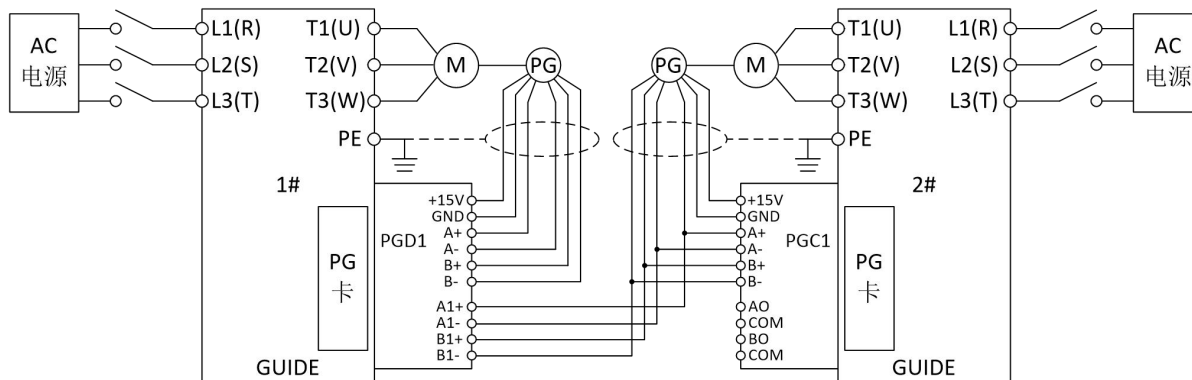 AC
电源
L1(R)
L2(S)
L3(T)
T1(U)
T2(V)
T3(W)
PE
M
PG
1#
PG
卡
GUIDE
PGD1
+15V
GND
A+
A-
B+
B-
A1+
A1-
B1+
B1-
PG
M
T1(U)
T2(V)
T3(W)
PE
L1(R)
L2(S)
L3(T)
AC
电源
2#
PGC1
+15V
GND
A+
A-
B+
B-
AO
COM
BO
COM
PG
卡
GUIDE